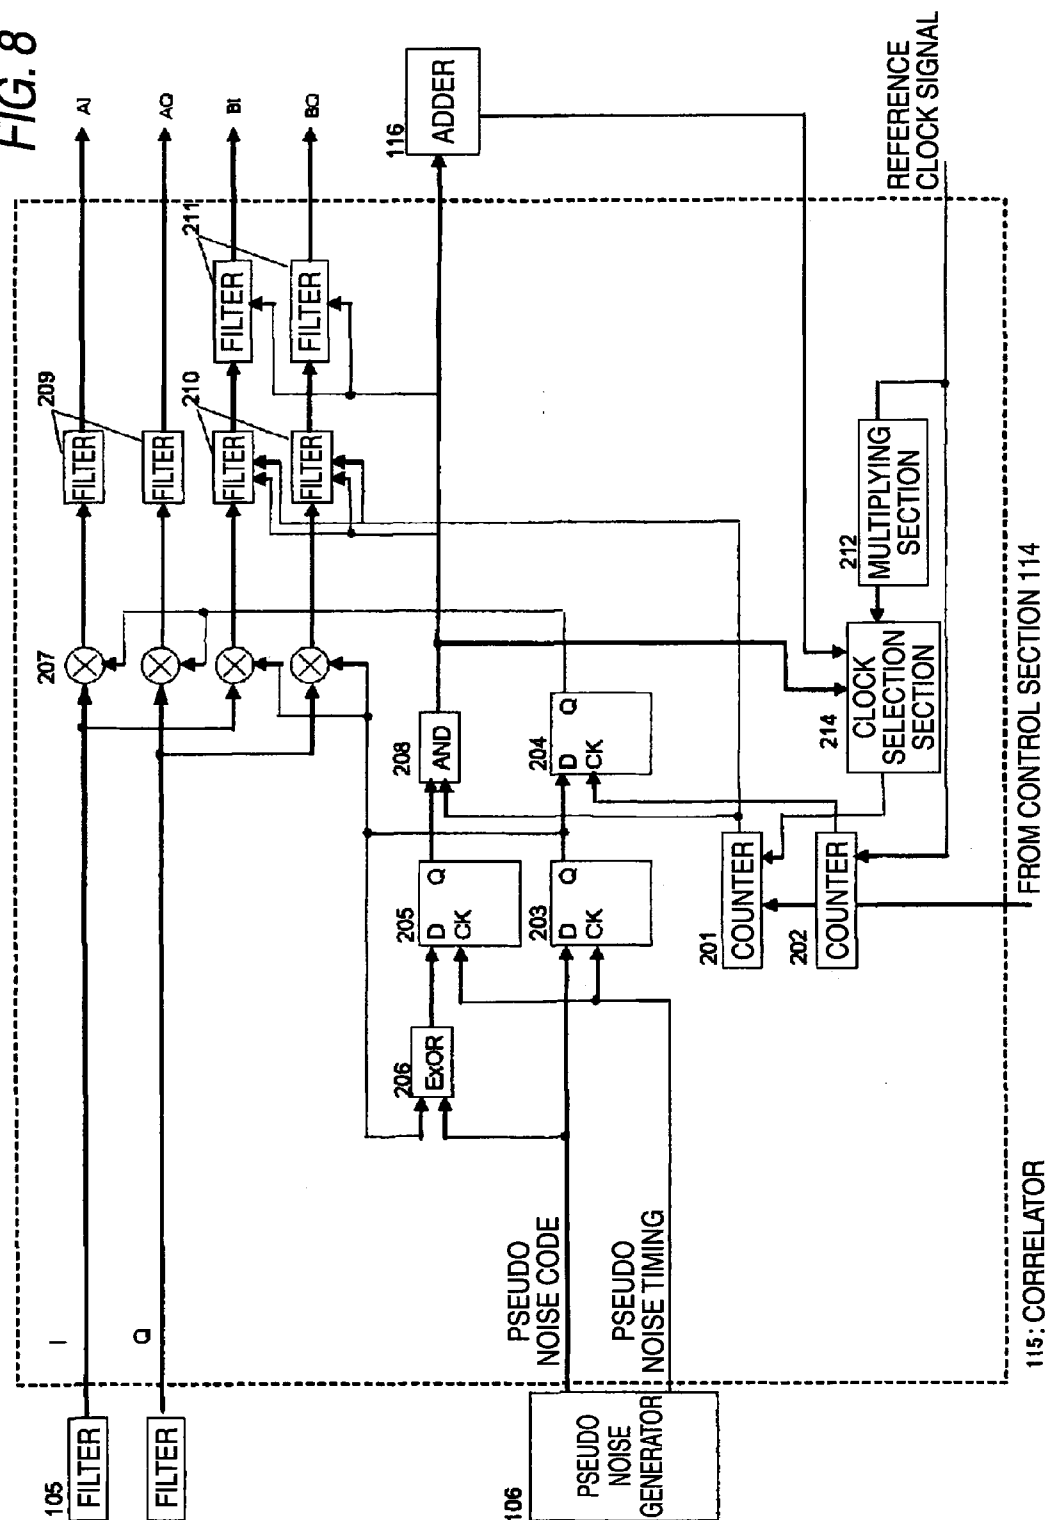 FIG. 8
105
FILTER
FILTER
I
Q
207
209
FILTER
FILTER
210
FILTER
FILTER
211
FILTER
FILTER
AI
AQ
BI
BQ
106
PSEUDO
NOISE
GENERATOR
PSEUDO
NOISE CODE
PSEUDO
NOISE TIMING
206
ExOR
205
D
Q
CK
203
D
Q
CK
208
AND
204
D
Q
CK
116
ADDER
201
COUNTER
202
COUNTER
214
CLOCK
SELECTION
SECTION
212
MULTIPLYING
SECTION
REFERENCE
CLOCK SIGNAL
FROM CONTROL SECTION 114
115: CORRELATOR